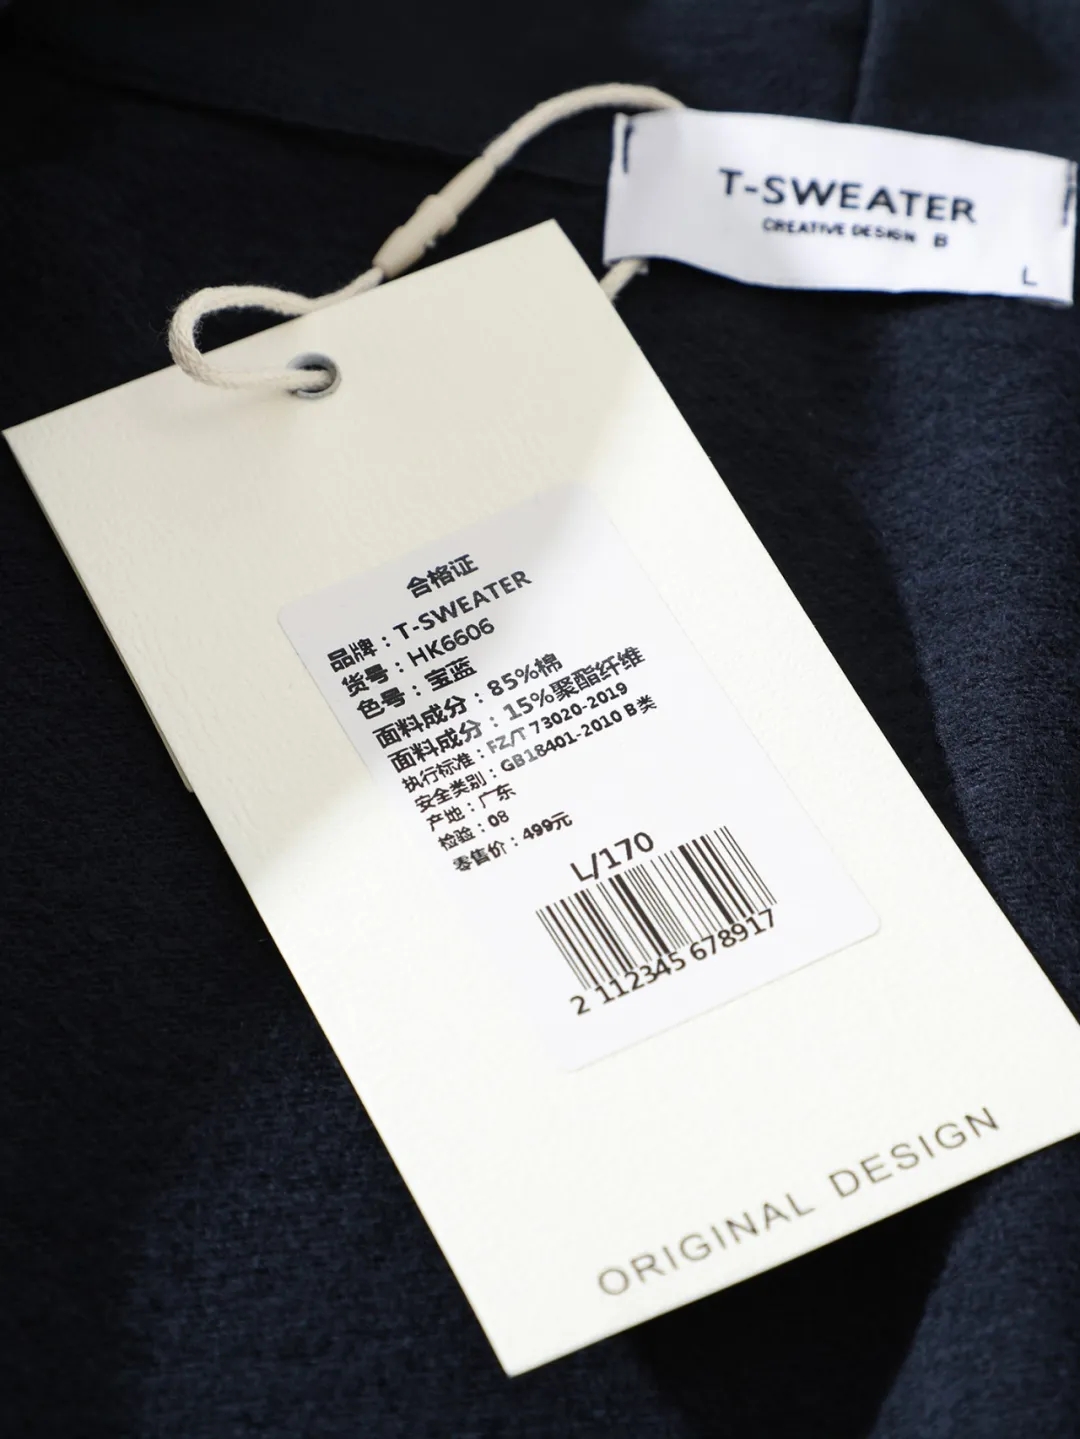 T-SWEATER
CREATIVE DESIGN B
L
合格证
品牌：T-SWEATER
货号：HK6606
色号：宝蓝
面料成分：85%棉
面料成分：15%聚酯纤维
执行标准：FZ/T 73020-2019
安全类别：GB18401-2010 B类
产地：广东
检验：08
零售价：499元
L/170
2 112345 678917
ORIGINAL DESIGN